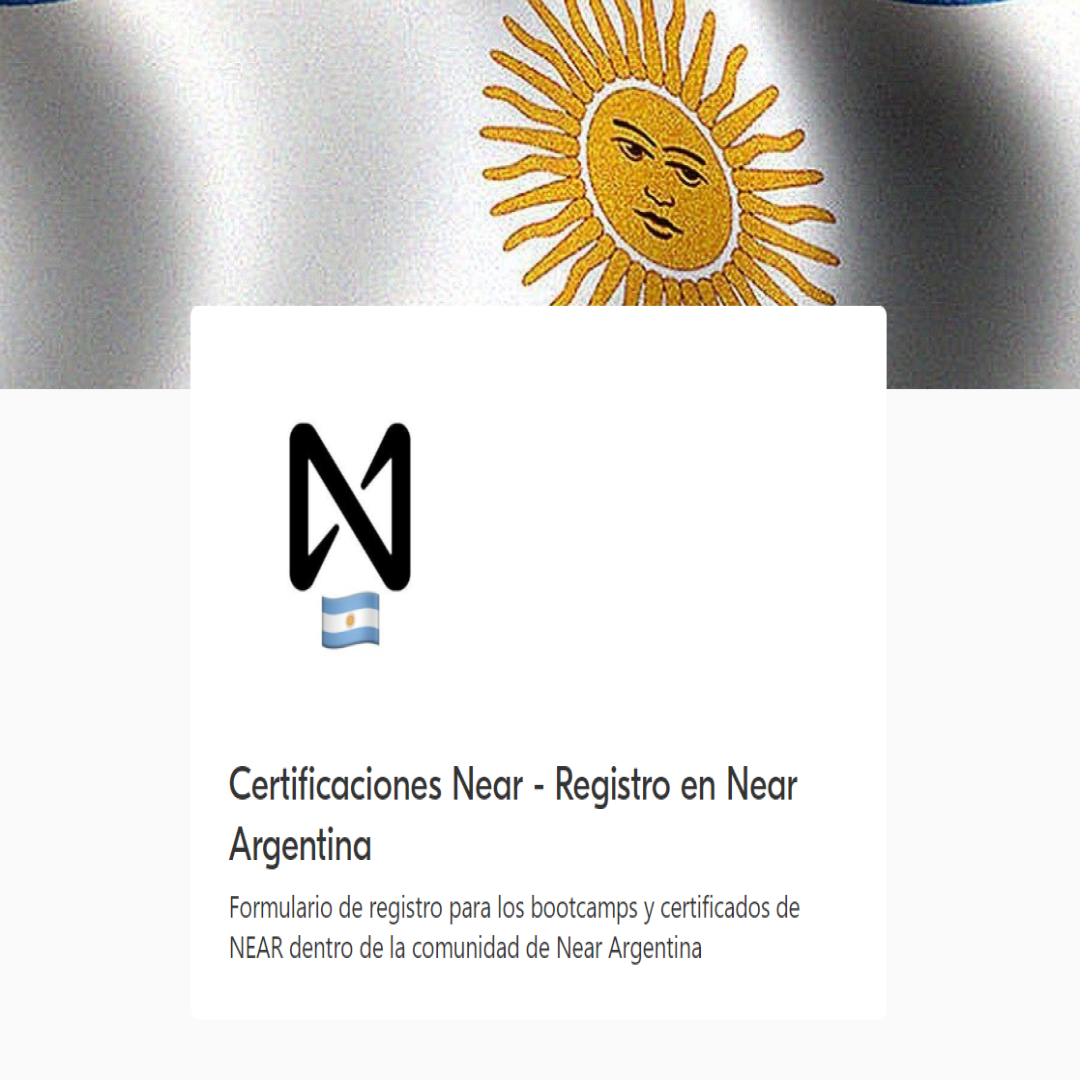 Certificaciones Near - Registro en Near
Argentina
Formulario de registro para los bootcamps y certificados de
NEAR dentro de la comunidad de Near Argentina